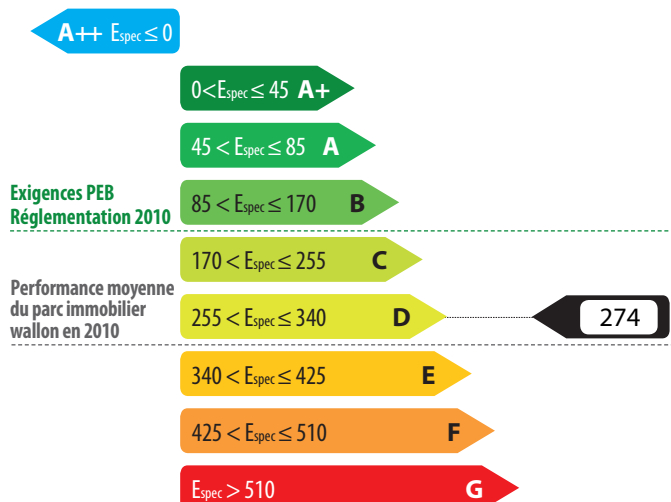 A++ Espec ≤ 0
0<Espec ≤ 45 A+
45 < Espec ≤ 85 A
Exigences PEB
Réglementation 2010
85 < Espec ≤ 170 B
170 < Espec ≤ 255 C
Performance moyenne
du parc immobilier
wallon en 2010
255 < Espec ≤ 340 D
274
340 < Espec ≤ 425 E
425 < Espec ≤ 510 F
Espec > 510 G